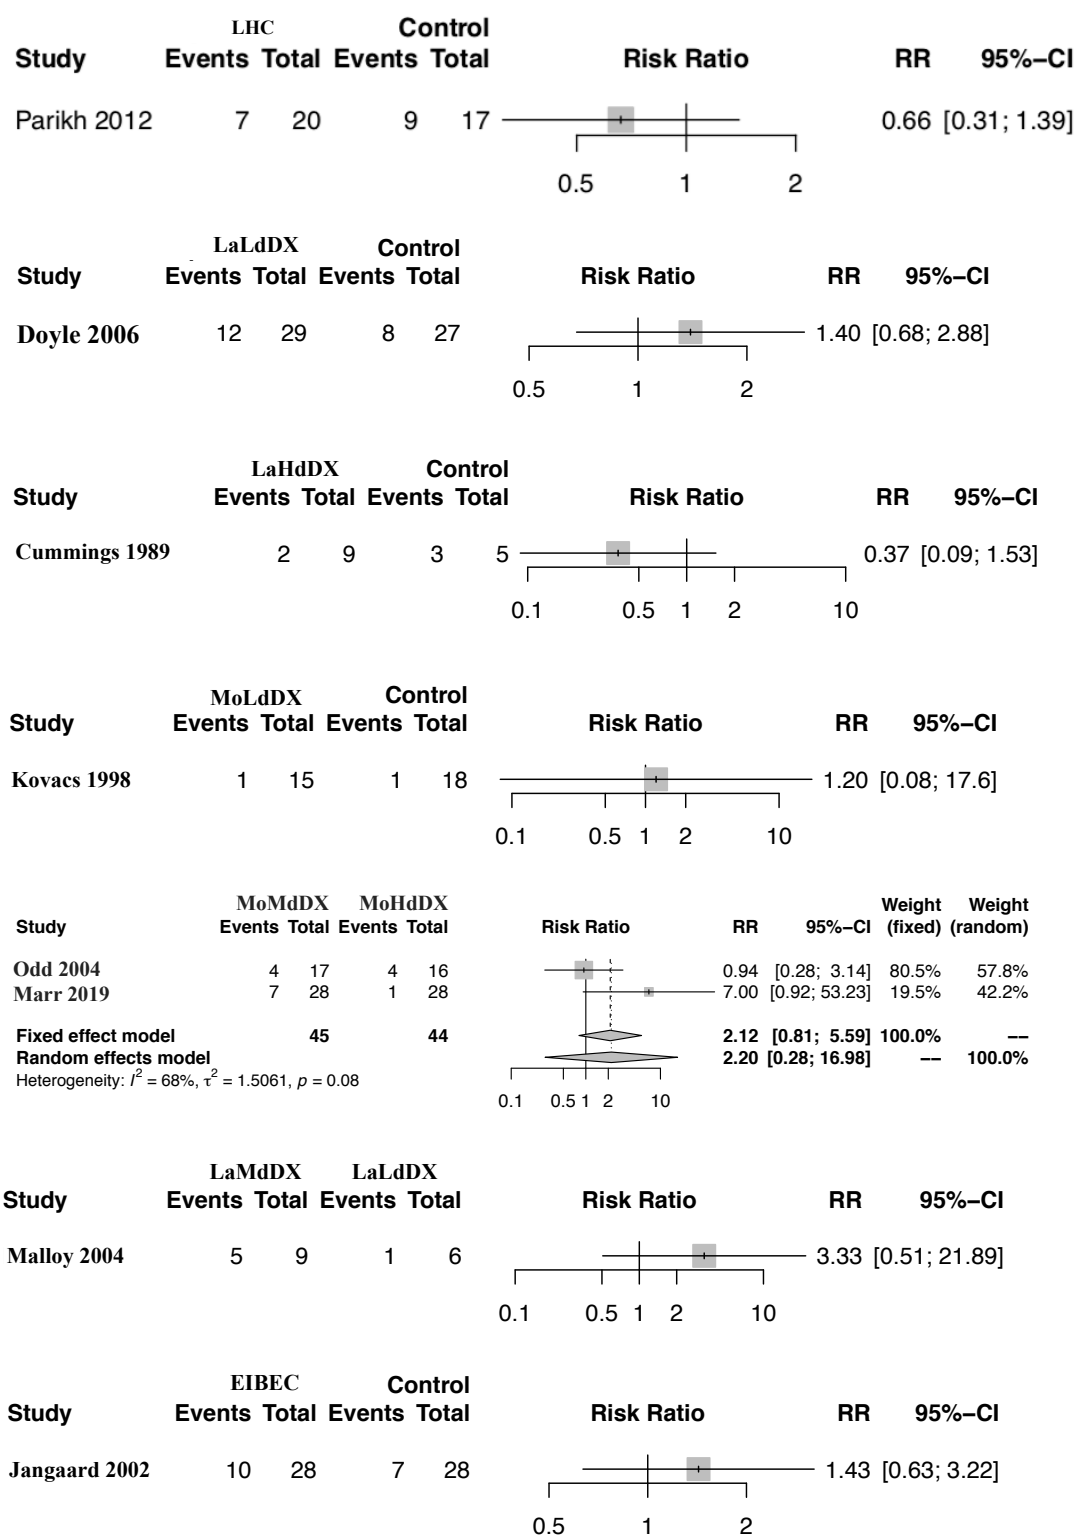 LHC Control
Study Events Total Events Total Risk Ratio RR 95%−CI
Parikh 2012 7 20 9 17 0.66 [0.31; 1.39]
0.5 1 2
LaLdDX Control
Study Events Total Events Total Risk Ratio RR 95%−CI
Doyle 2006 12 29 8 27 1.40 [0.68; 2.88]
0.5 1 2
LaHdDX Control
Study Events Total Events Total Risk Ratio RR 95%−CI
Cummings 1989 2 9 3 5 0.37 [0.09; 1.53]
0.1 0.5 1 2 10
MoLdDX Control
Study Events Total Events Total Risk Ratio RR 95%−CI
Kovacs 1998 1 15 1 18 1.20 [0.08; 17.6]
0.1 0.5 1 2 10
MoMdDX MoHdDX Weight Weight
Study Events Total Events Total Risk Ratio RR 95%−CI (fixed) (random)
Odd 2004 4 17 4 16 0.94 [0.28; 3.14] 80.5% 57.8%
Marr 2019 7 28 1 28 7.00 [0.92; 53.23] 19.5% 42.2%
Fixed effect model 45 44 2.12 [0.81; 5.59] 100.0% −−
Random effects model 2.20 [0.28; 16.98] −− 100.0%
Heterogeneity: I² = 68%, τ² = 1.5061, p = 0.08
0.1 0.5 1 2 10
LaMdDX LaLdDX
Study Events Total Events Total Risk Ratio RR 95%−CI
Malloy 2004 5 9 1 6 3.33 [0.51; 21.89]
0.1 0.5 1 2 10
EIBEC Control
Study Events Total Events Total Risk Ratio RR 95%−CI
Jangaard 2002 10 28 7 28 1.43 [0.63; 3.22]
0.5 1 2